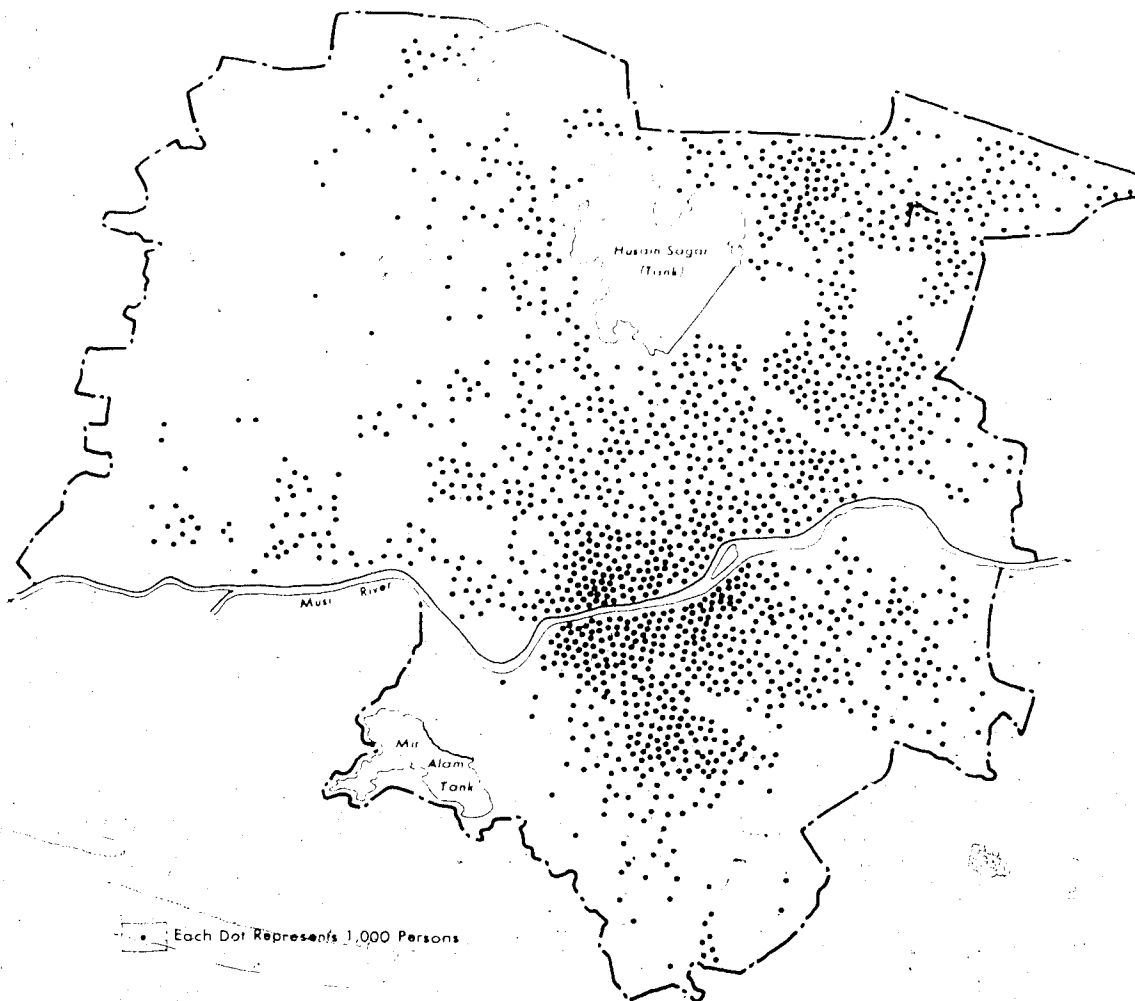 Husain Sagar
(Tank)
Musi River
Mir
Alam
Tank
Each Dot Represents 1,000 Persons